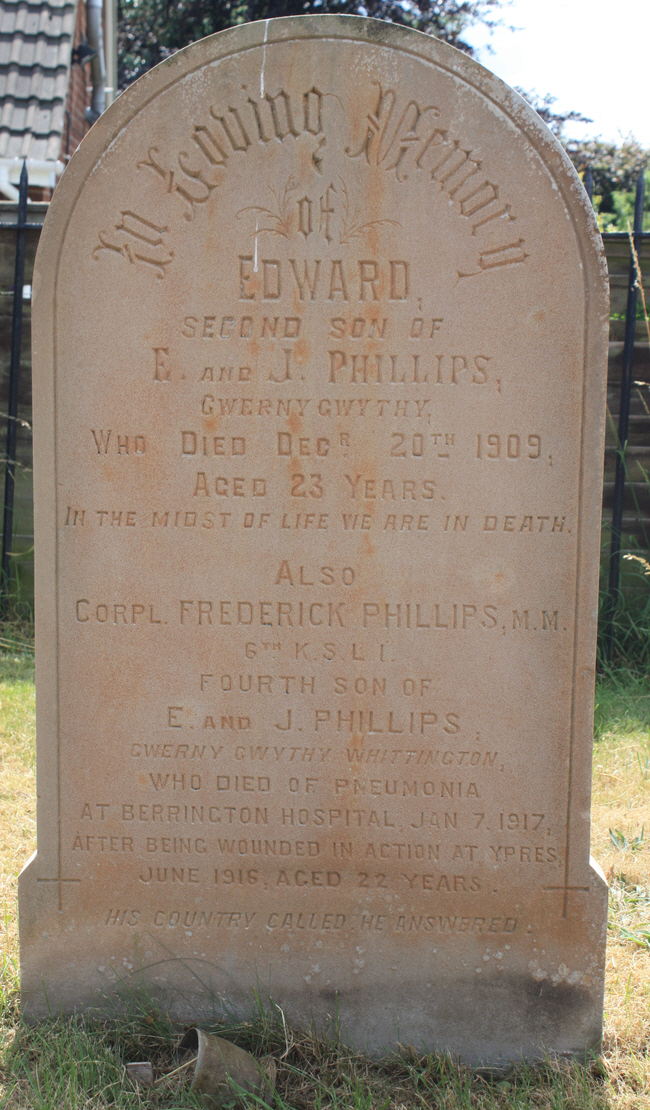 In Loving Memory
of
EDWARD,
SECOND SON OF
E. AND J. PHILLIPS,
GWERNYGWYTHY,
WHO DIED DECR. 20TH 1909,
AGED 23 YEARS.
IN THE MIDST OF LIFE WE ARE IN DEATH.
ALSO
CORPL. FREDERICK PHILLIPS, M.M.
6TH K.S.L.I.
FOURTH SON OF
E. AND J. PHILLIPS,
GWERNY GWYTHY WHITTINGTON,
WHO DIED OF PNEUMONIA
AT BERRINGTON HOSPITAL, JAN 7. 1917,
AFTER BEING WOUNDED IN ACTION AT YPRES,
JUNE 1916, AGED 22 YEARS.
HIS COUNTRY CALLED, HE ANSWERED.